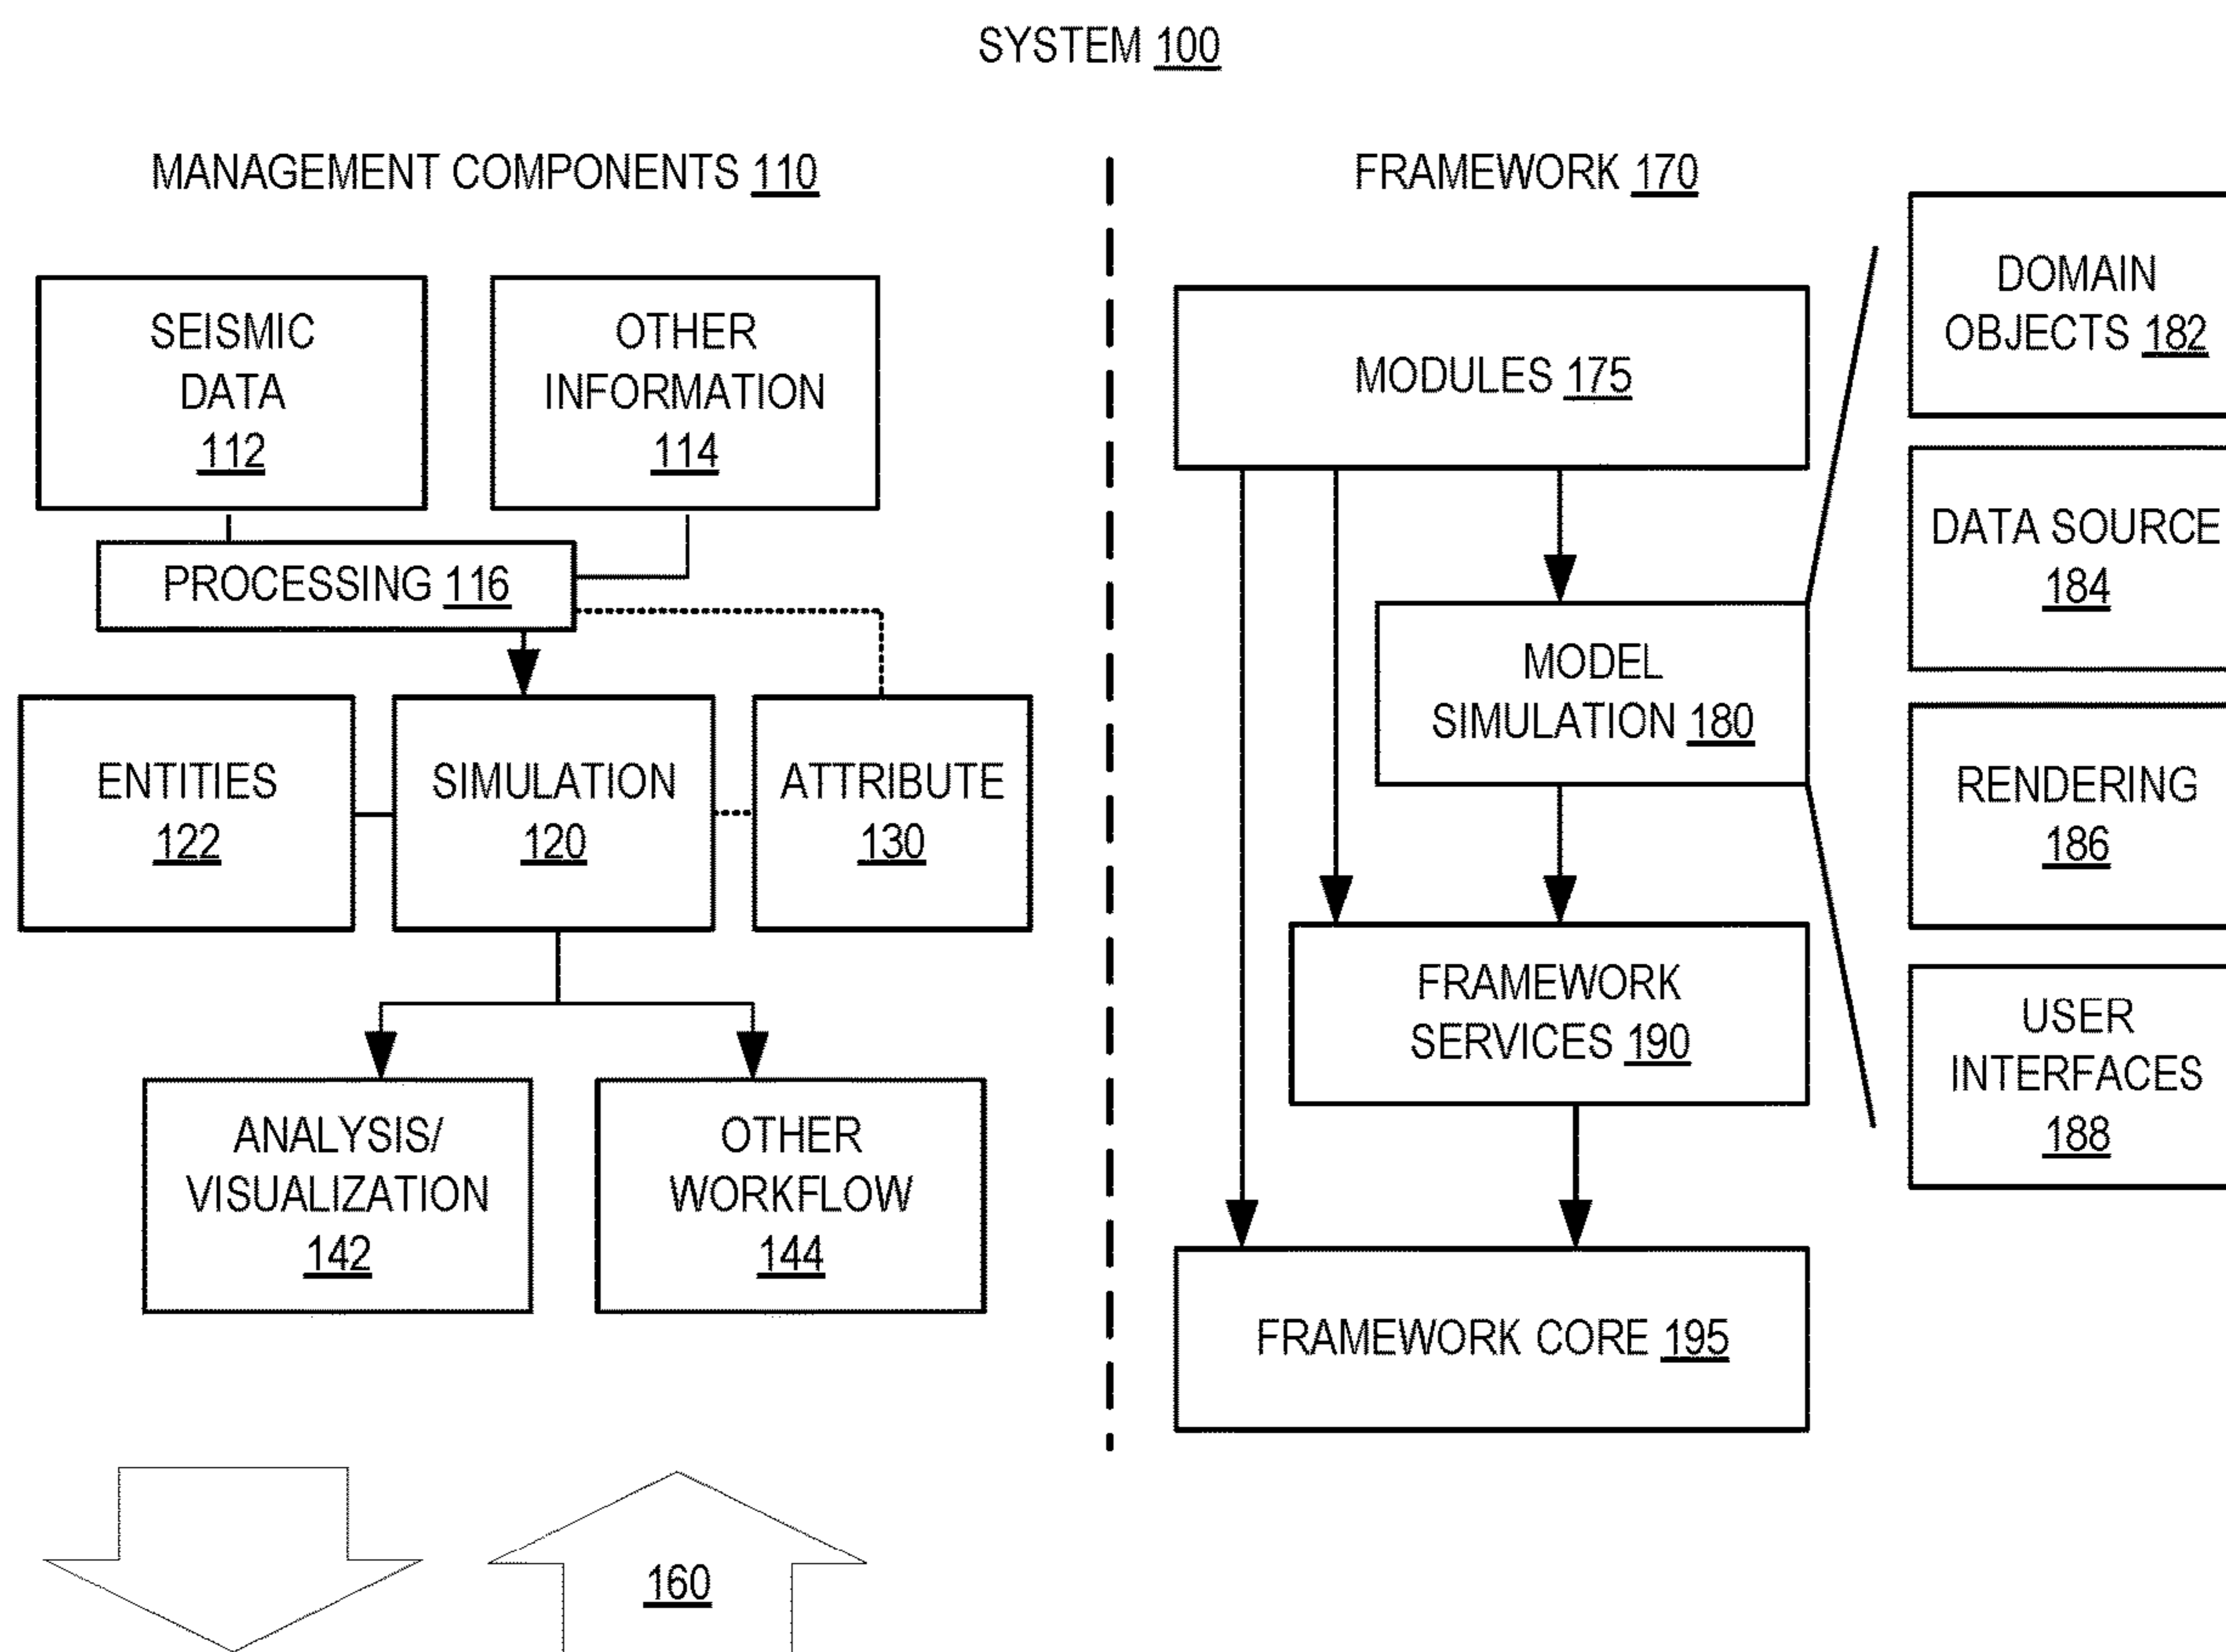 SYSTEM 100
MANAGEMENT COMPONENTS 110
SEISMIC
DATA
112
OTHER
INFORMATION
114
PROCESSING 116
ENTITIES
122
SIMULATION
120
ATTRIBUTE
130
ANALYSIS/
VISUALIZATION
142
OTHER
WORKFLOW
144
160
FRAMEWORK 170
MODULES 175
MODEL
SIMULATION 180
FRAMEWORK
SERVICES 190
FRAMEWORK CORE 195
DOMAIN
OBJECTS 182
DATA SOURCE
184
RENDERING
186
USER
INTERFACES
188